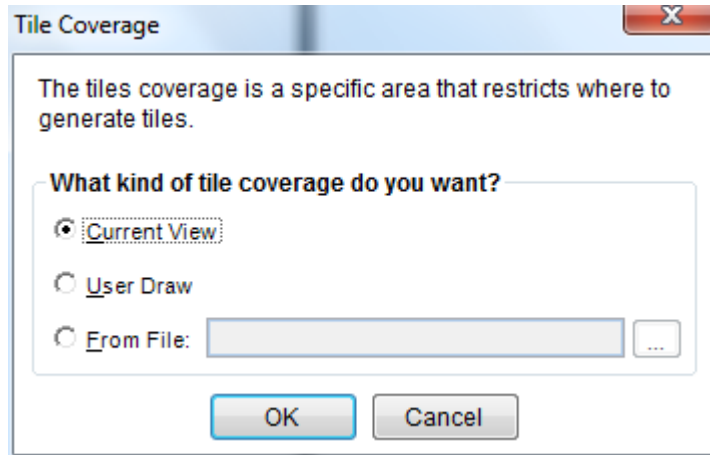 Tile Coverage
The tiles coverage is a specific area that restricts where to
generate tiles.
What kind of tile coverage do you want?
Current View
User Draw
From File:
...
OK Cancel